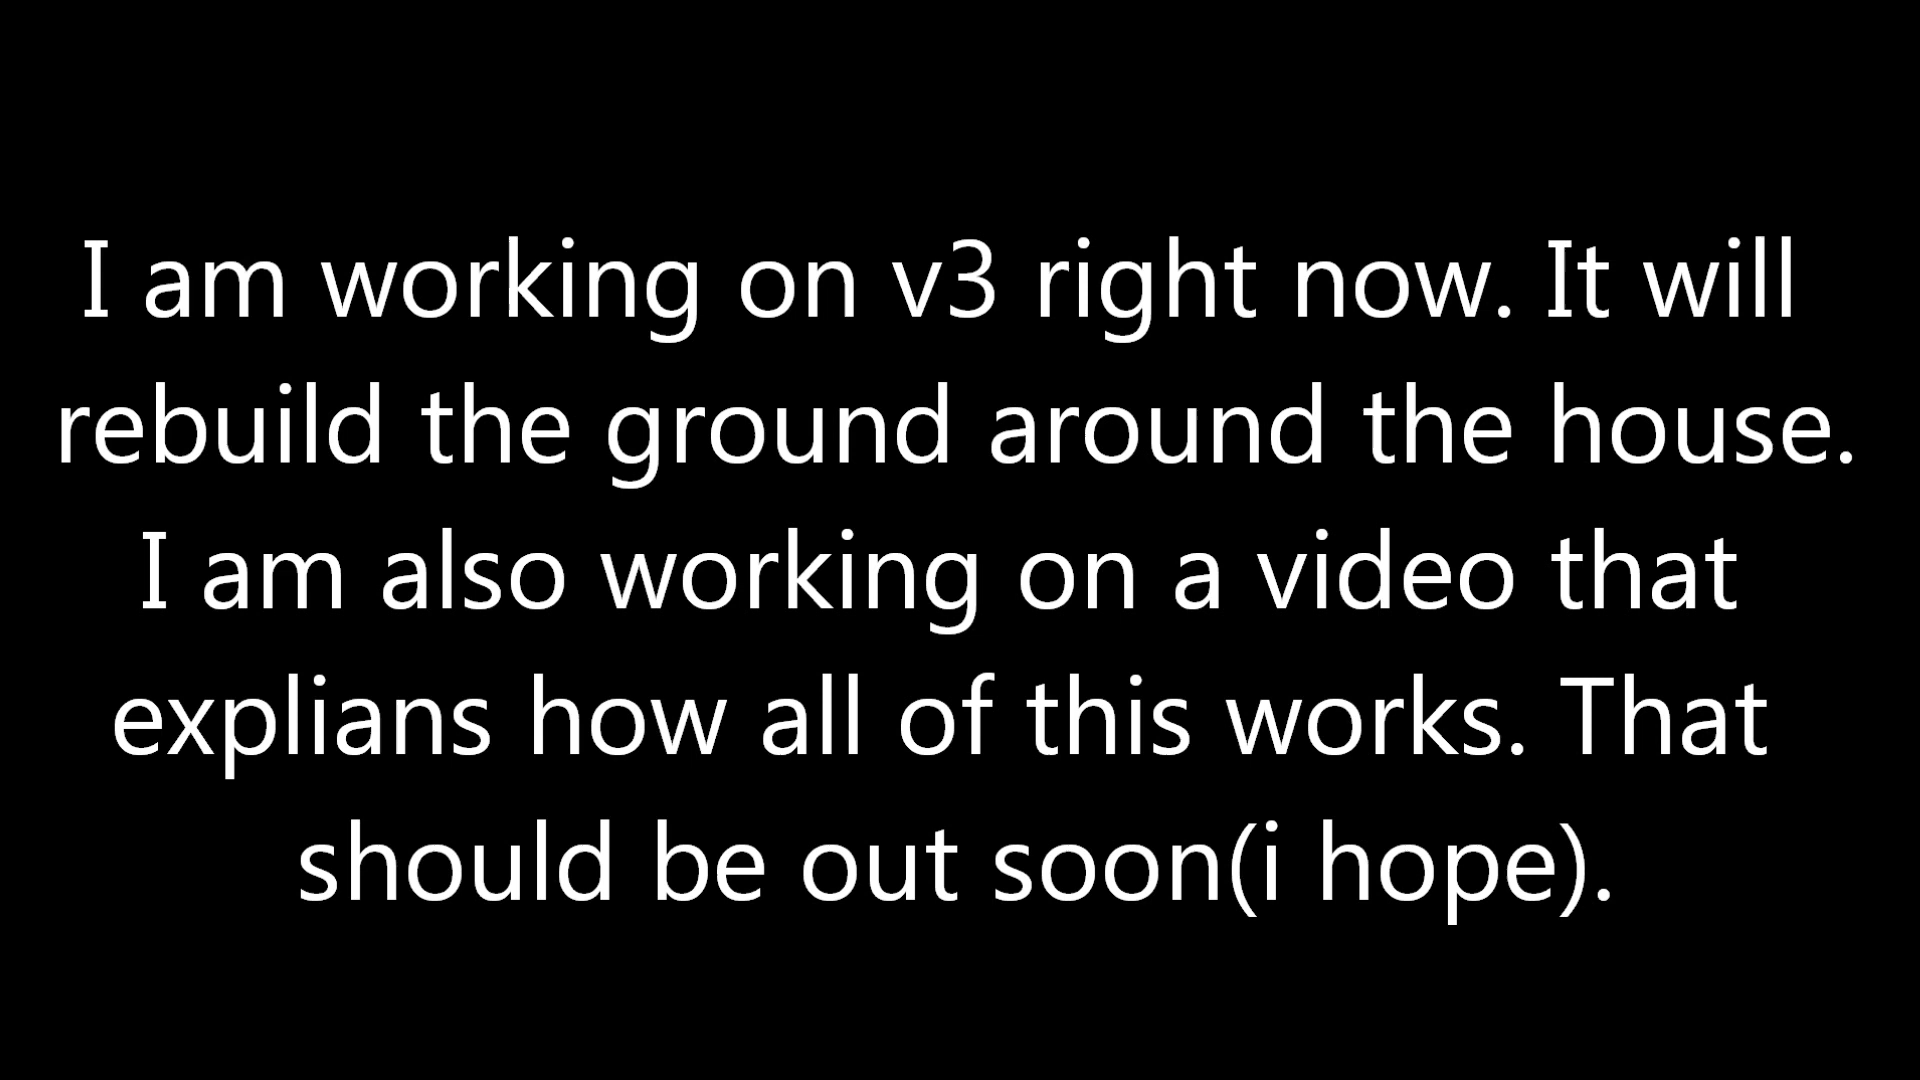 I am working on v3 right now. It will
rebuild the ground around the house.
I am also working on a video that
explians how all of this works. That
should be out soon(i hope).